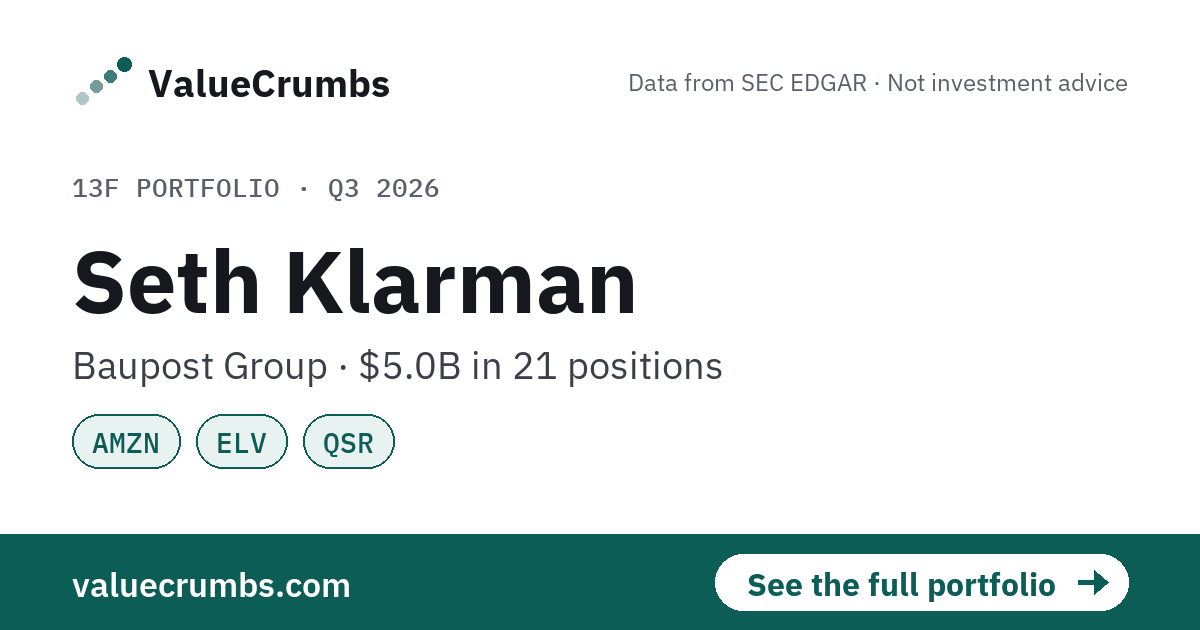 ValueCrumbs
Data from SEC EDGAR · Not investment advice
13F PORTFOLIO · Q3 2026
Seth Klarman
Baupost Group · $5.0B in 21 positions
AMZN ELV QSR
valuecrumbs.com
See the full portfolio →